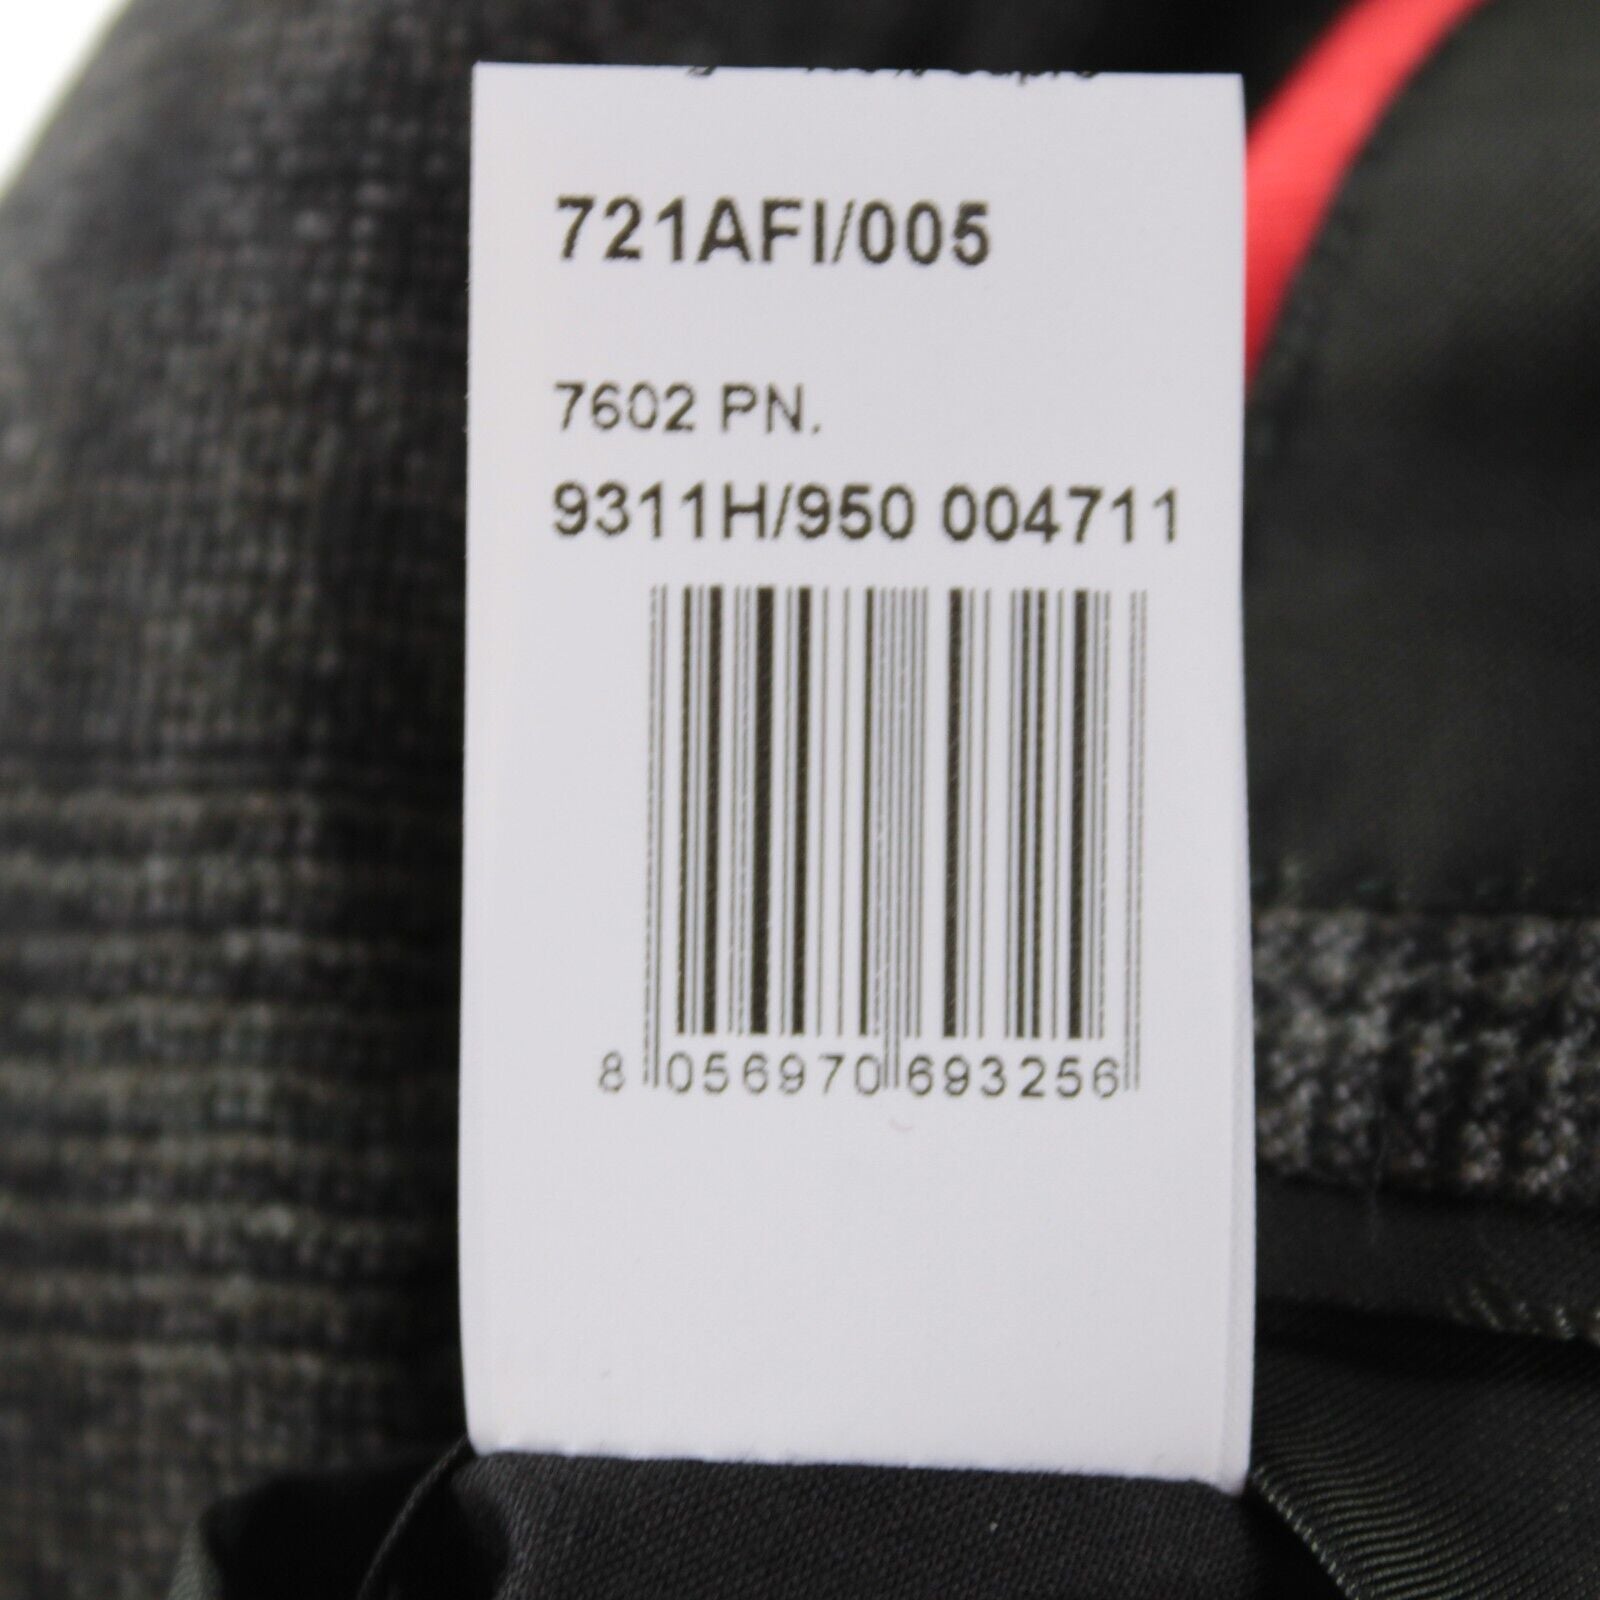 721AFI/005
7602 PN.
9311H/950 004711
8 056970 693256